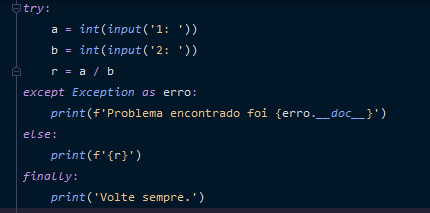 try:
    a = int(input('1: '))
    b = int(input('2: '))
    r = a / b
except Exception as erro:
    print(f'Problema encontrado foi {erro.__doc__}')
else:
    print(f'{r}')
finally:
    print('Volte sempre.')